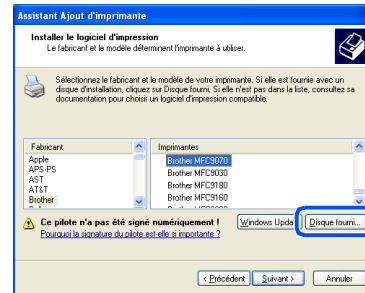 Assistant Ajout d'imprimante
Installer le logiciel d'impression
Le fabricant et le modèle déterminent l'imprimante à utiliser.
Sélectionnez le fabricant et le modèle de votre imprimante. Si elle est fournie avec un
disque d'installation, cliquez sur Disque fourni. Si elle n'est pas dans la liste, consultez sa
documentation pour choisir un logiciel d'impression compatible.
Fabricant
Apple
APS-PS
AST
AT&T
Brother
Imprimantes
Brother MFC9070
Brother MFC9030
Brother MFC9180
Brother MFC9160
Ce pilote n'a pas été signé numériquement !
Pourquoi la signature du pilote est-elle si importante ?
Windows Upda
Disque fourni...
< Précédent
Suivant >
Annuler